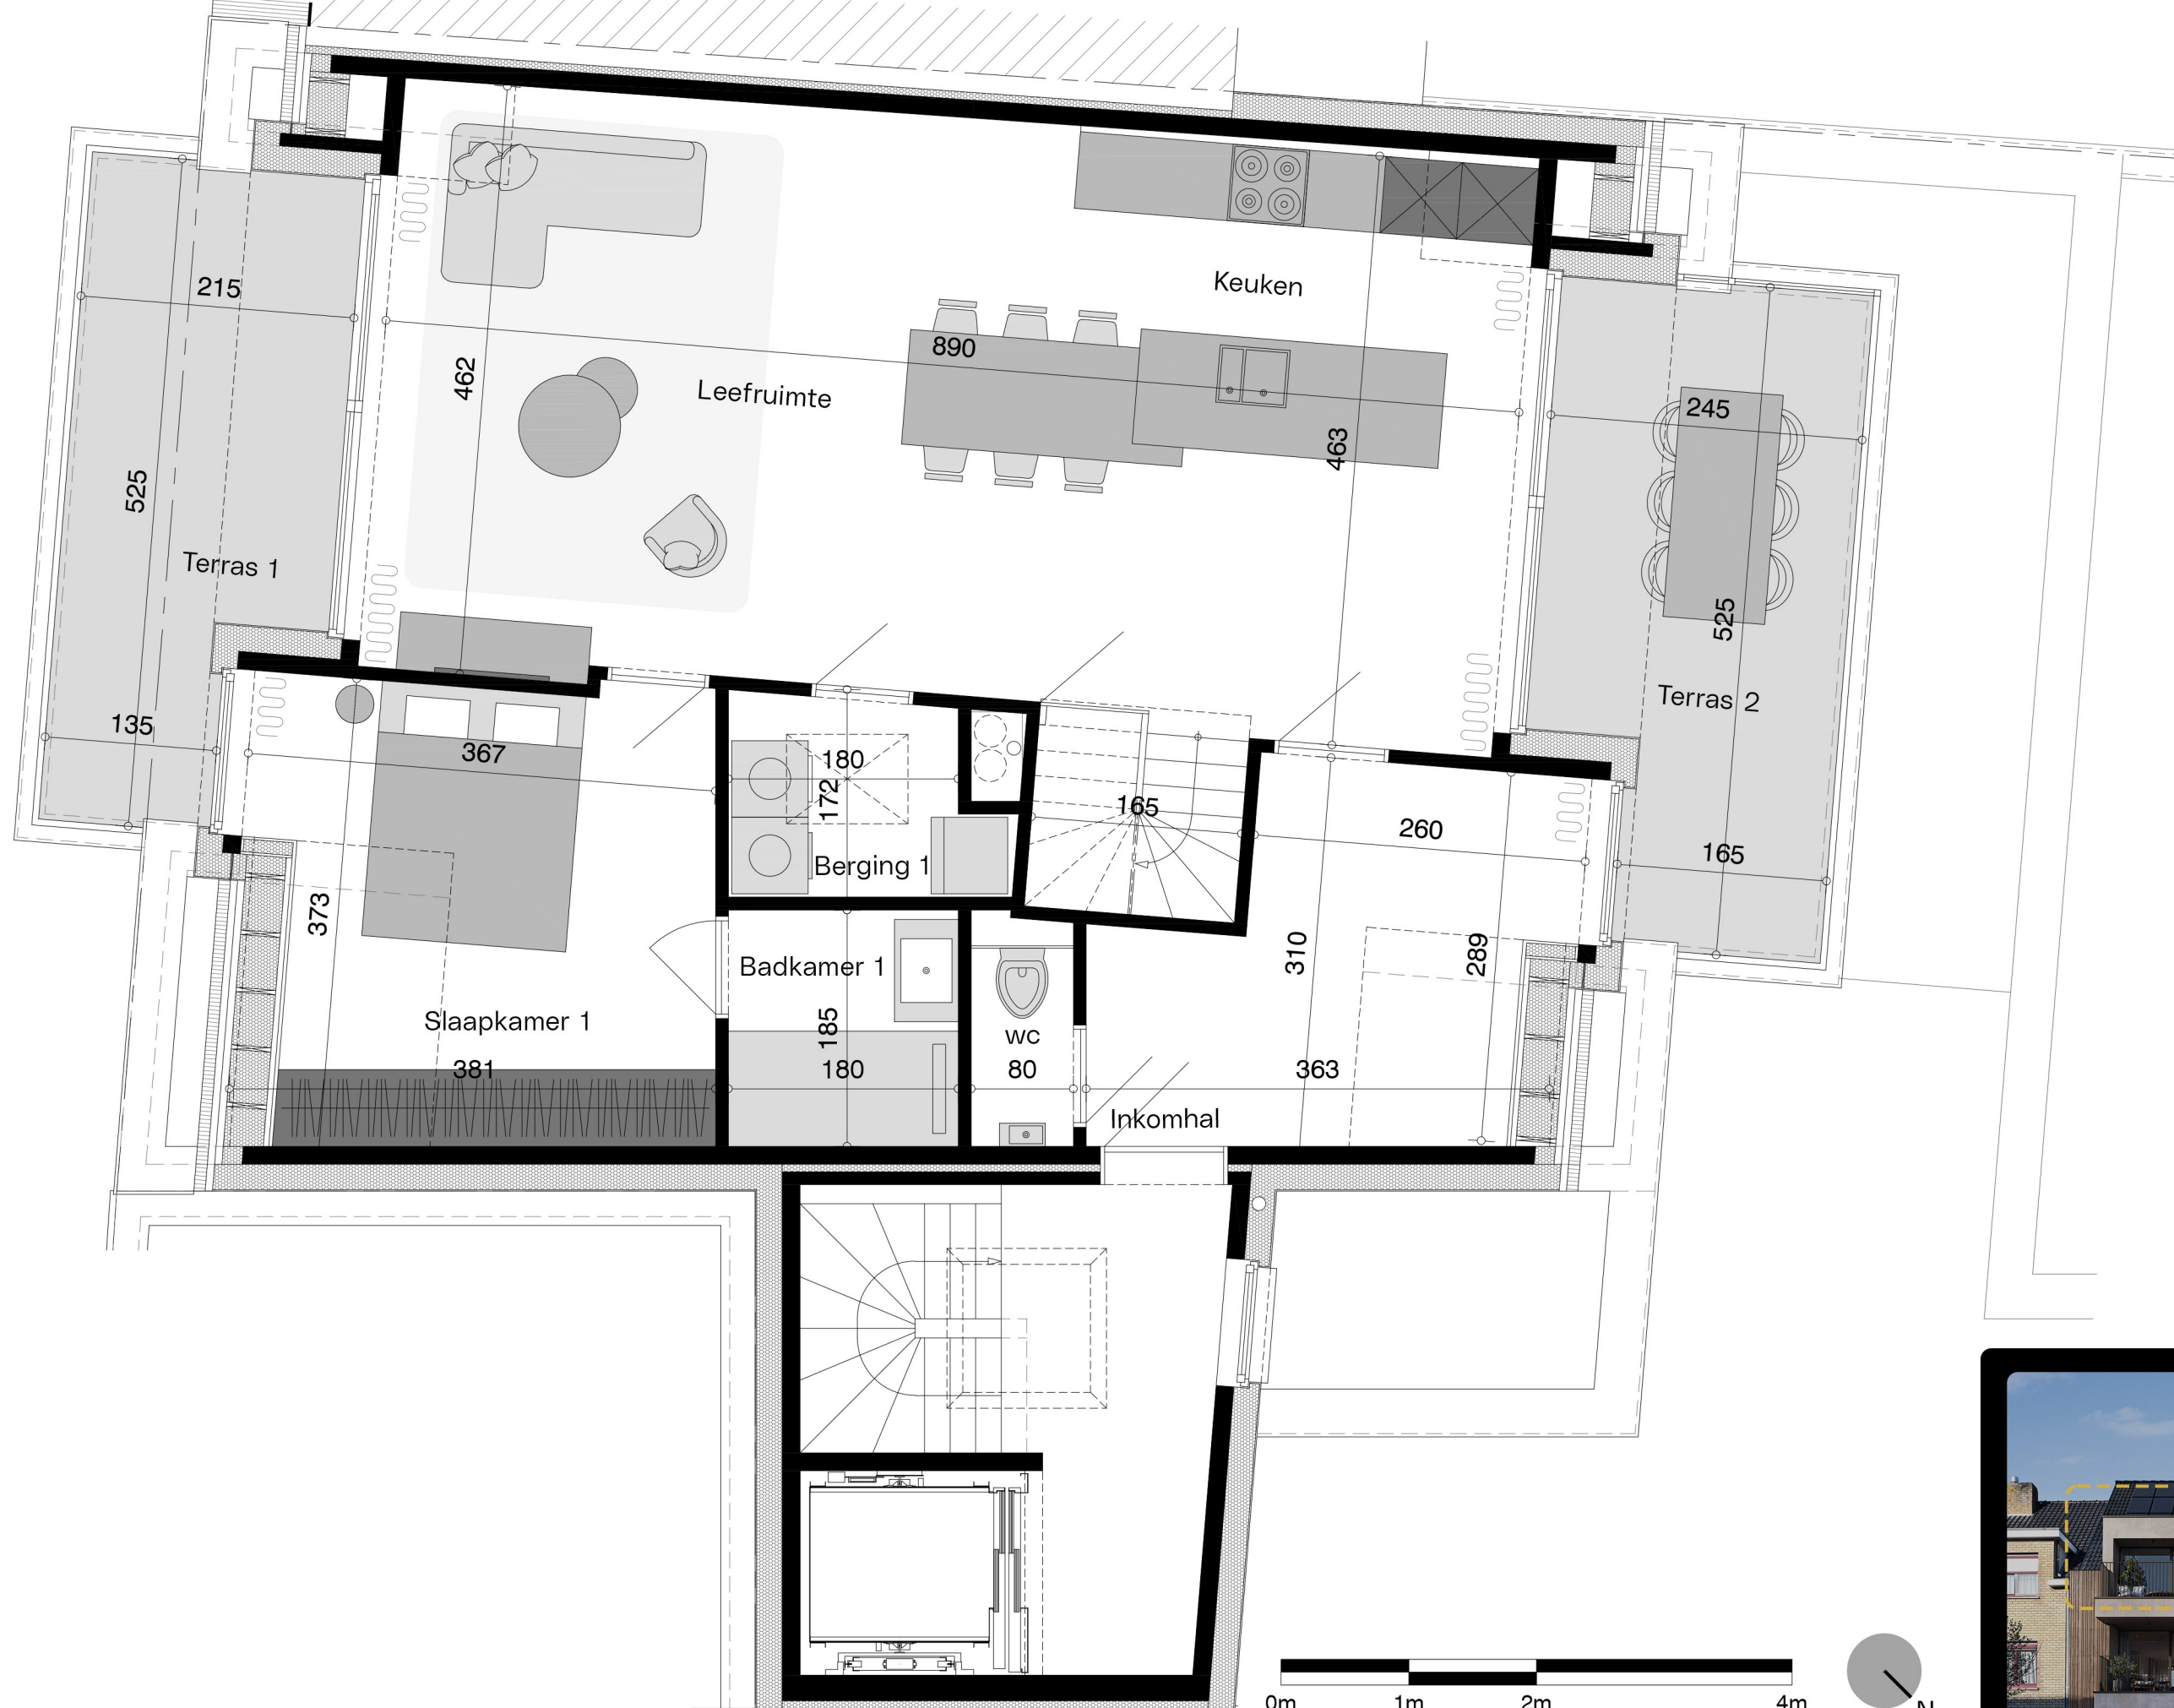 215
Keuken
890
462
Leefruimte
245
463
525
Terras 1
525
Terras 2
135
367
180
172
165
260
165
Berging 1
373
310
289
Badkamer 1
Slaapkamer 1
185
wc
381
180
80
363
Inkomhal
0m 1m 2m 4m
N